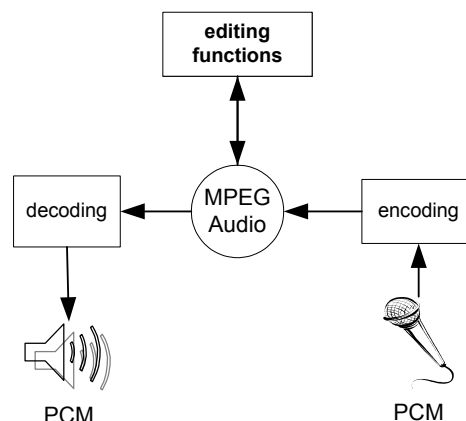 editing
functions
MPEG
Audio
decoding
encoding
PCM
PCM